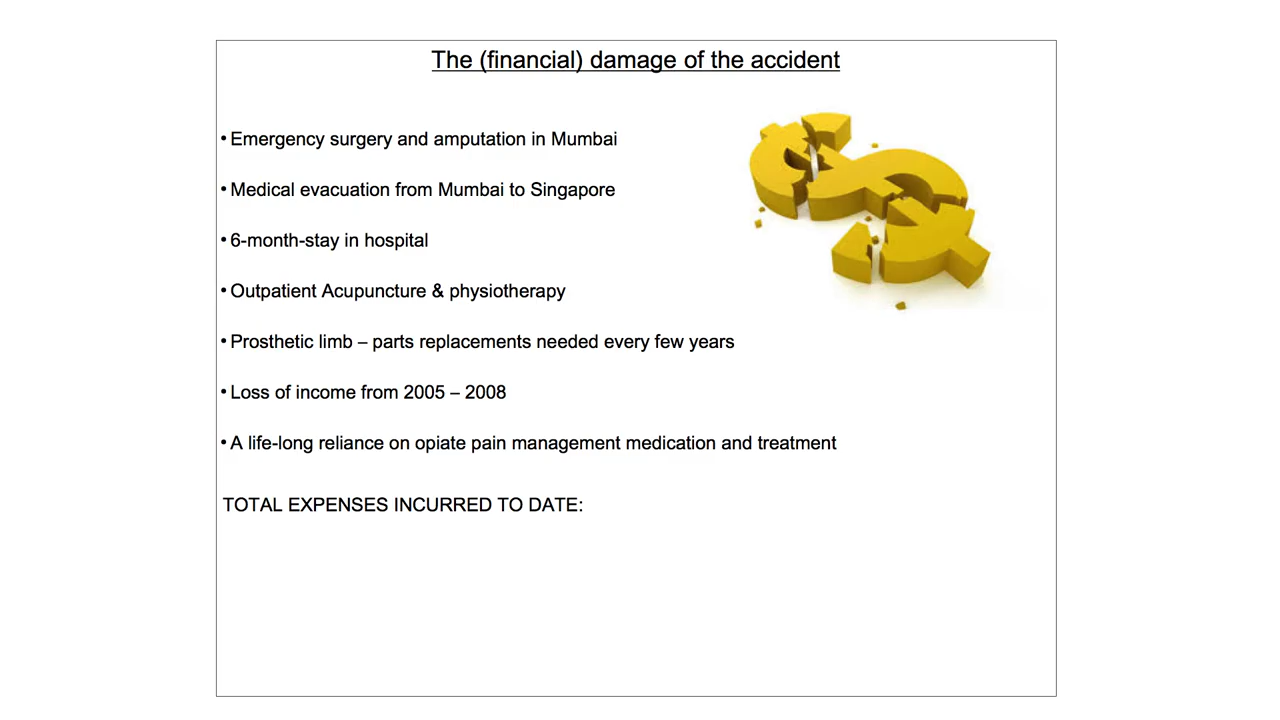 The (financial) damage of the accident
• Emergency surgery and amputation in Mumbai
• Medical evacuation from Mumbai to Singapore
• 6-month-stay in hospital
• Outpatient Acupuncture & physiotherapy
• Prosthetic limb – parts replacements needed every few years
• Loss of income from 2005 – 2008
• A life-long reliance on opiate pain management medication and treatment
TOTAL EXPENSES INCURRED TO DATE: